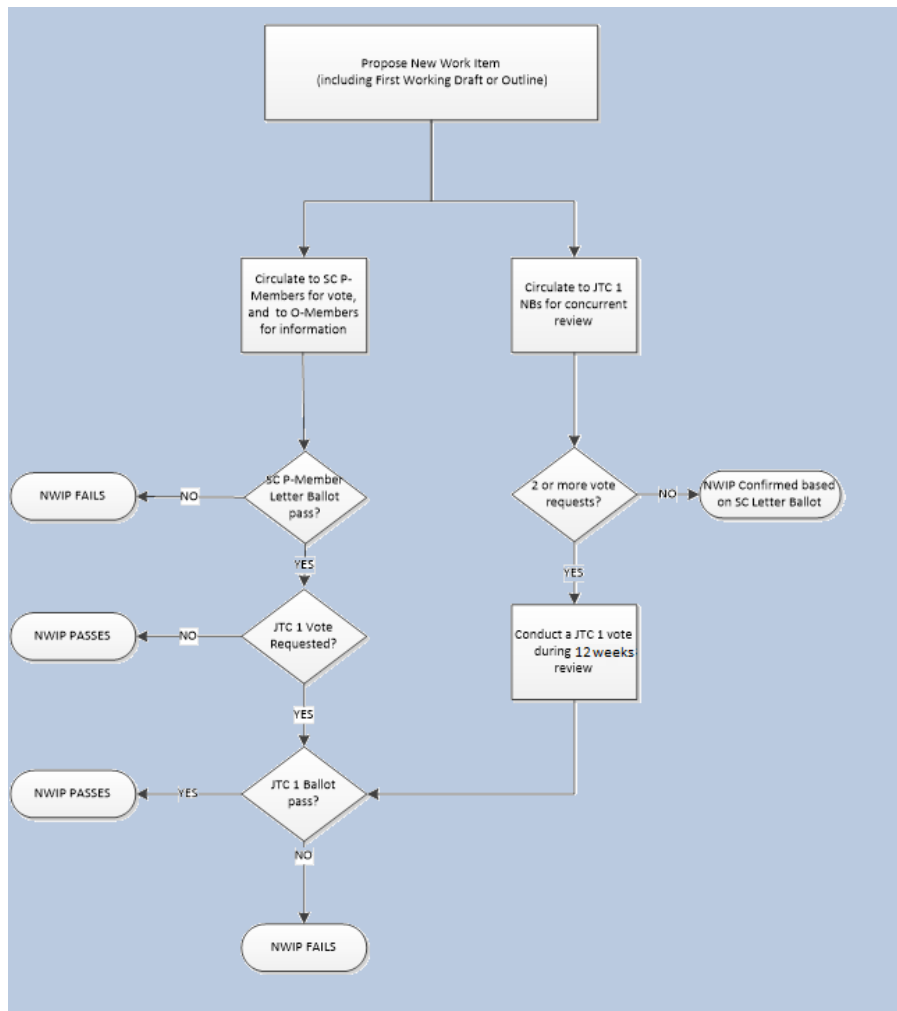 Propose New Work Item
(including First Working Draft or Outline)
Circulate to SC P-
Members for vote,
and to O-Members
for information
Circulate to JTC 1
NBs for concurrent
review
SC P-Member
Letter Ballot
pass?
NO
NWIP FAILS
YES
2 or more vote
requests?
NO
NWIP Confirmed based
on SC Letter Ballot
YES
JTC 1 Vote
Requested?
NO
NWIP PASSES
YES
Conduct a JTC 1 vote
during 12 weeks
review
JTC 1 Ballot
pass?
YES
NWIP PASSES
NO
NWIP FAILS